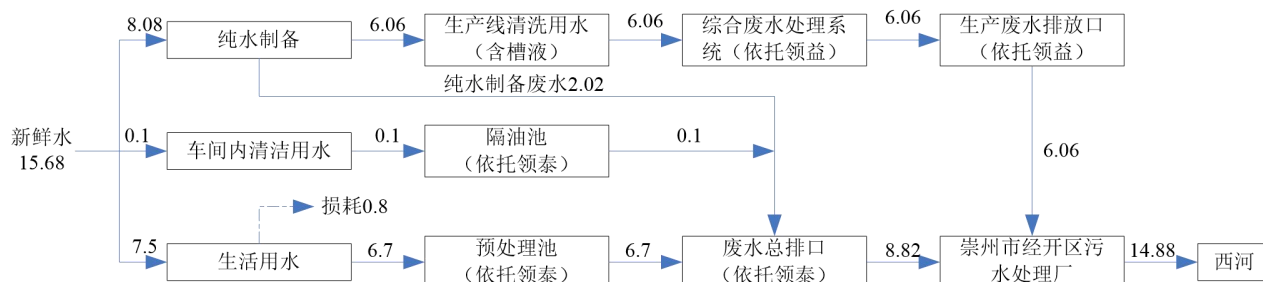 8.08
纯水制备
6.06
生产线清洗用水
（含槽液）
6.06
综合废水处理系
统（依托领益）
6.06
生产废水排放口
（依托领益）
纯水制备废水2.02
新鲜水
15.68
0.1
车间内清洁用水
0.1
隔油池
（依托领泰）
0.1
6.06
损耗0.8
7.5
生活用水
6.7
预处理池
（依托领泰）
6.7
废水总排口
（依托领泰）
8.82
崇州市经开区污
水处理厂
14.88
西河